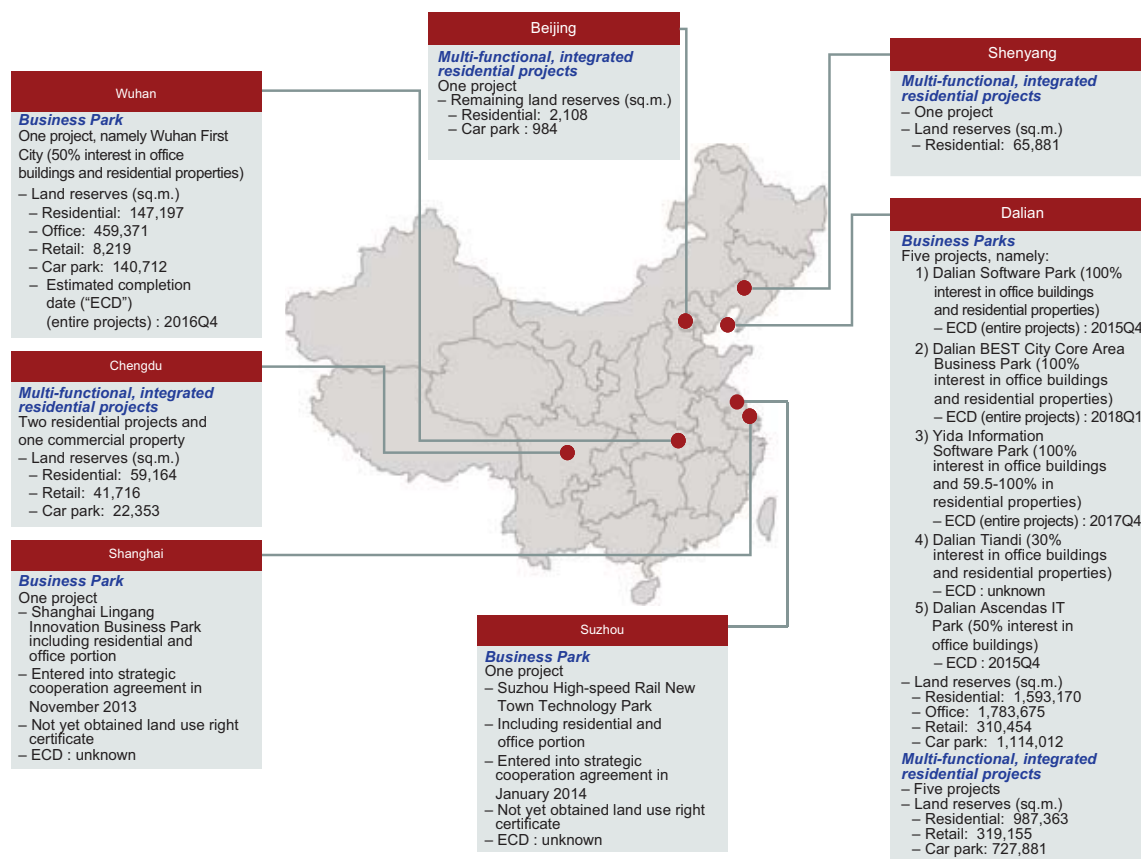 Beijing
Multi-functional, integrated
residential projects
One project
– Remaining land reserves (sq.m.)
– Residential: 2,108
– Car park : 984
Shenyang
Multi-functional, integrated
residential projects
– One project
– Land reserves (sq.m.)
– Residential: 65,881
Wuhan
Business Park
One project, namely Wuhan First
City (50% interest in office
buildings and residential properties)
– Land reserves (sq.m.)
– Residential: 147,197
– Office: 459,371
– Retail: 8,219
– Car park: 140,712
– Estimated completion
date (“ECD”)
(entire projects) : 2016Q4
Chengdu
Multi-functional, integrated
residential projects
Two residential projects and
one commercial property
– Land reserves (sq.m.)
– Residential: 59,164
– Retail: 41,716
– Car park: 22,353
Shanghai
Business Park
One project
– Shanghai Lingang
Innovation Business Park
including residential and
office portion
– Entered into strategic
cooperation agreement in
November 2013
– Not yet obtained land use right
certificate
– ECD : unknown
Suzhou
Business Park
One project
– Suzhou High-speed Rail New
Town Technology Park
– Including residential and
office portion
– Entered into strategic
cooperation agreement in
January 2014
– Not yet obtained land use right
certificate
– ECD : unknown
Dalian
Business Parks
Five projects, namely:
1) Dalian Software Park (100%
interest in office buildings
and residential properties)
– ECD (entire projects) : 2015Q4
2) Dalian BEST City Core Area
Business Park (100%
interest in office buildings
and residential properties)
– ECD (entire projects) : 2018Q1
3) Yida Information
Software Park (100%
interest in office buildings
and 59.5-100% in
residential properties)
– ECD (entire projects) : 2017Q4
4) Dalian Tiandi (30%
interest in office buildings
and residential properties)
– ECD : unknown
5) Dalian Ascendas IT
Park (50% interest in
office buildings)
– ECD : 2015Q4
– Land reserves (sq.m.)
– Residential: 1,593,170
– Office: 1,783,675
– Retail: 310,454
– Car park: 1,114,012
Multi-functional, integrated
residential projects
– Five projects
– Land reserves (sq.m.)
– Residential: 987,363
– Retail: 319,155
– Car park: 727,881